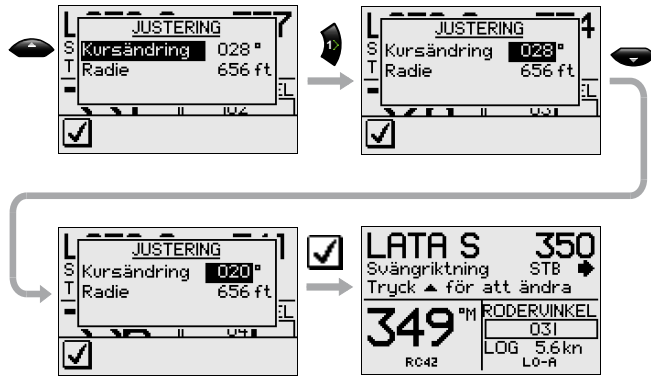 JUSTERING
Kursändring 028°
Radie 656 ft
1
JUSTERING
Kursändring 028°
Radie 656 ft
JUSTERING
Kursändring 020°
Radie 656 ft
LATA S 350
Svängriktning STB
Tryck ▲ för att ändra
349°M
RC42
RODERVINKEL
031
LOG 5.6kn
LO-A